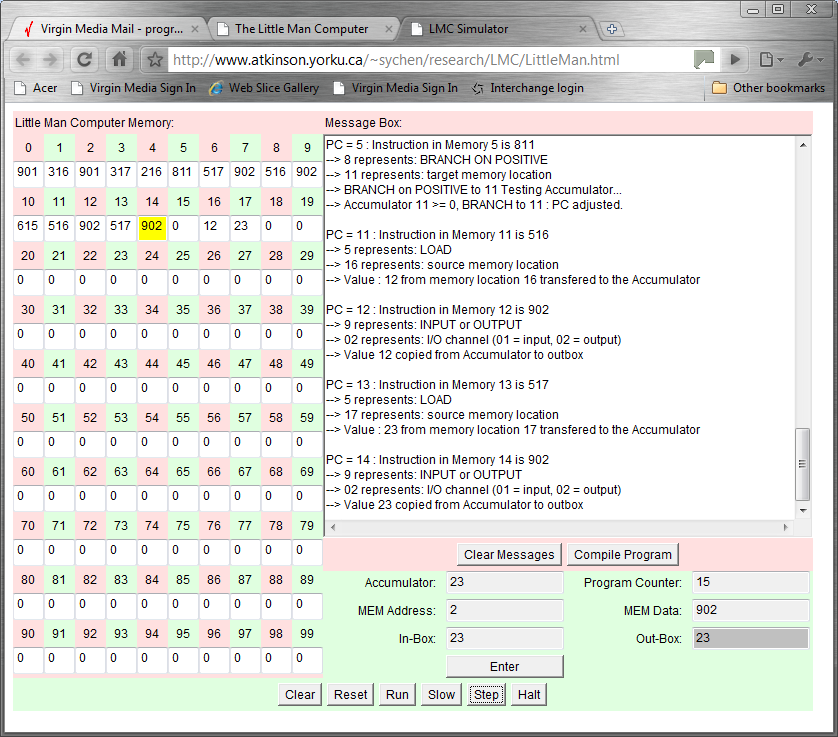 Virgin Media Mail - progr...
The Little Man Computer
LMC Simulator
http://www.atkinson.yorku.ca/~sychen/research/LMC/LittleMan.html
Acer
Virgin Media Sign In
Web Slice Gallery
Virgin Media Sign In
Interchange login
Other bookmarks
Little Man Computer Memory:
0 1 2 3 4 5 6 7 8 9
901 316 901 317 216 811 517 902 516 902
10 11 12 13 14 15 16 17 18 19
615 516 902 517 902 0 12 23 0 0
20 21 22 23 24 25 26 27 28 29
0 0 0 0 0 0 0 0 0 0
30 31 32 33 34 35 36 37 38 39
0 0 0 0 0 0 0 0 0 0
40 41 42 43 44 45 46 47 48 49
0 0 0 0 0 0 0 0 0 0
50 51 52 53 54 55 56 57 58 59
0 0 0 0 0 0 0 0 0 0
60 61 62 63 64 65 66 67 68 69
0 0 0 0 0 0 0 0 0 0
70 71 72 73 74 75 76 77 78 79
0 0 0 0 0 0 0 0 0 0
80 81 82 83 84 85 86 87 88 89
0 0 0 0 0 0 0 0 0 0
90 91 92 93 94 95 96 97 98 99
0 0 0 0 0 0 0 0 0 0
Message Box:
PC = 5 : Instruction in Memory 5 is 811
--> 8 represents: BRANCH ON POSITIVE
--> 11 represents: target memory location
--> BRANCH on POSITIVE to 11 Testing Accumulator...
--> Accumulator 11 >= 0, BRANCH to 11 : PC adjusted.
PC = 11 : Instruction in Memory 11 is 516
--> 5 represents: LOAD
--> 16 represents: source memory location
--> Value : 12 from memory location 16 transfered to the Accumulator
PC = 12 : Instruction in Memory 12 is 902
--> 9 represents: INPUT or OUTPUT
--> 02 represents: I/O channel (01 = input, 02 = output)
--> Value 12 copied from Accumulator to outbox
PC = 13 : Instruction in Memory 13 is 517
--> 5 represents: LOAD
--> 17 represents: source memory location
--> Value : 23 from memory location 17 transfered to the Accumulator
PC = 14 : Instruction in Memory 14 is 902
--> 9 represents: INPUT or OUTPUT
--> 02 represents: I/O channel (01 = input, 02 = output)
--> Value 23 copied from Accumulator to outbox
Clear Messages
Compile Program
Accumulator: 23
Program Counter: 15
MEM Address: 2
MEM Data: 902
In-Box: 23
Out-Box: 23
Enter
Clear
Reset
Run
Slow
Step
Halt